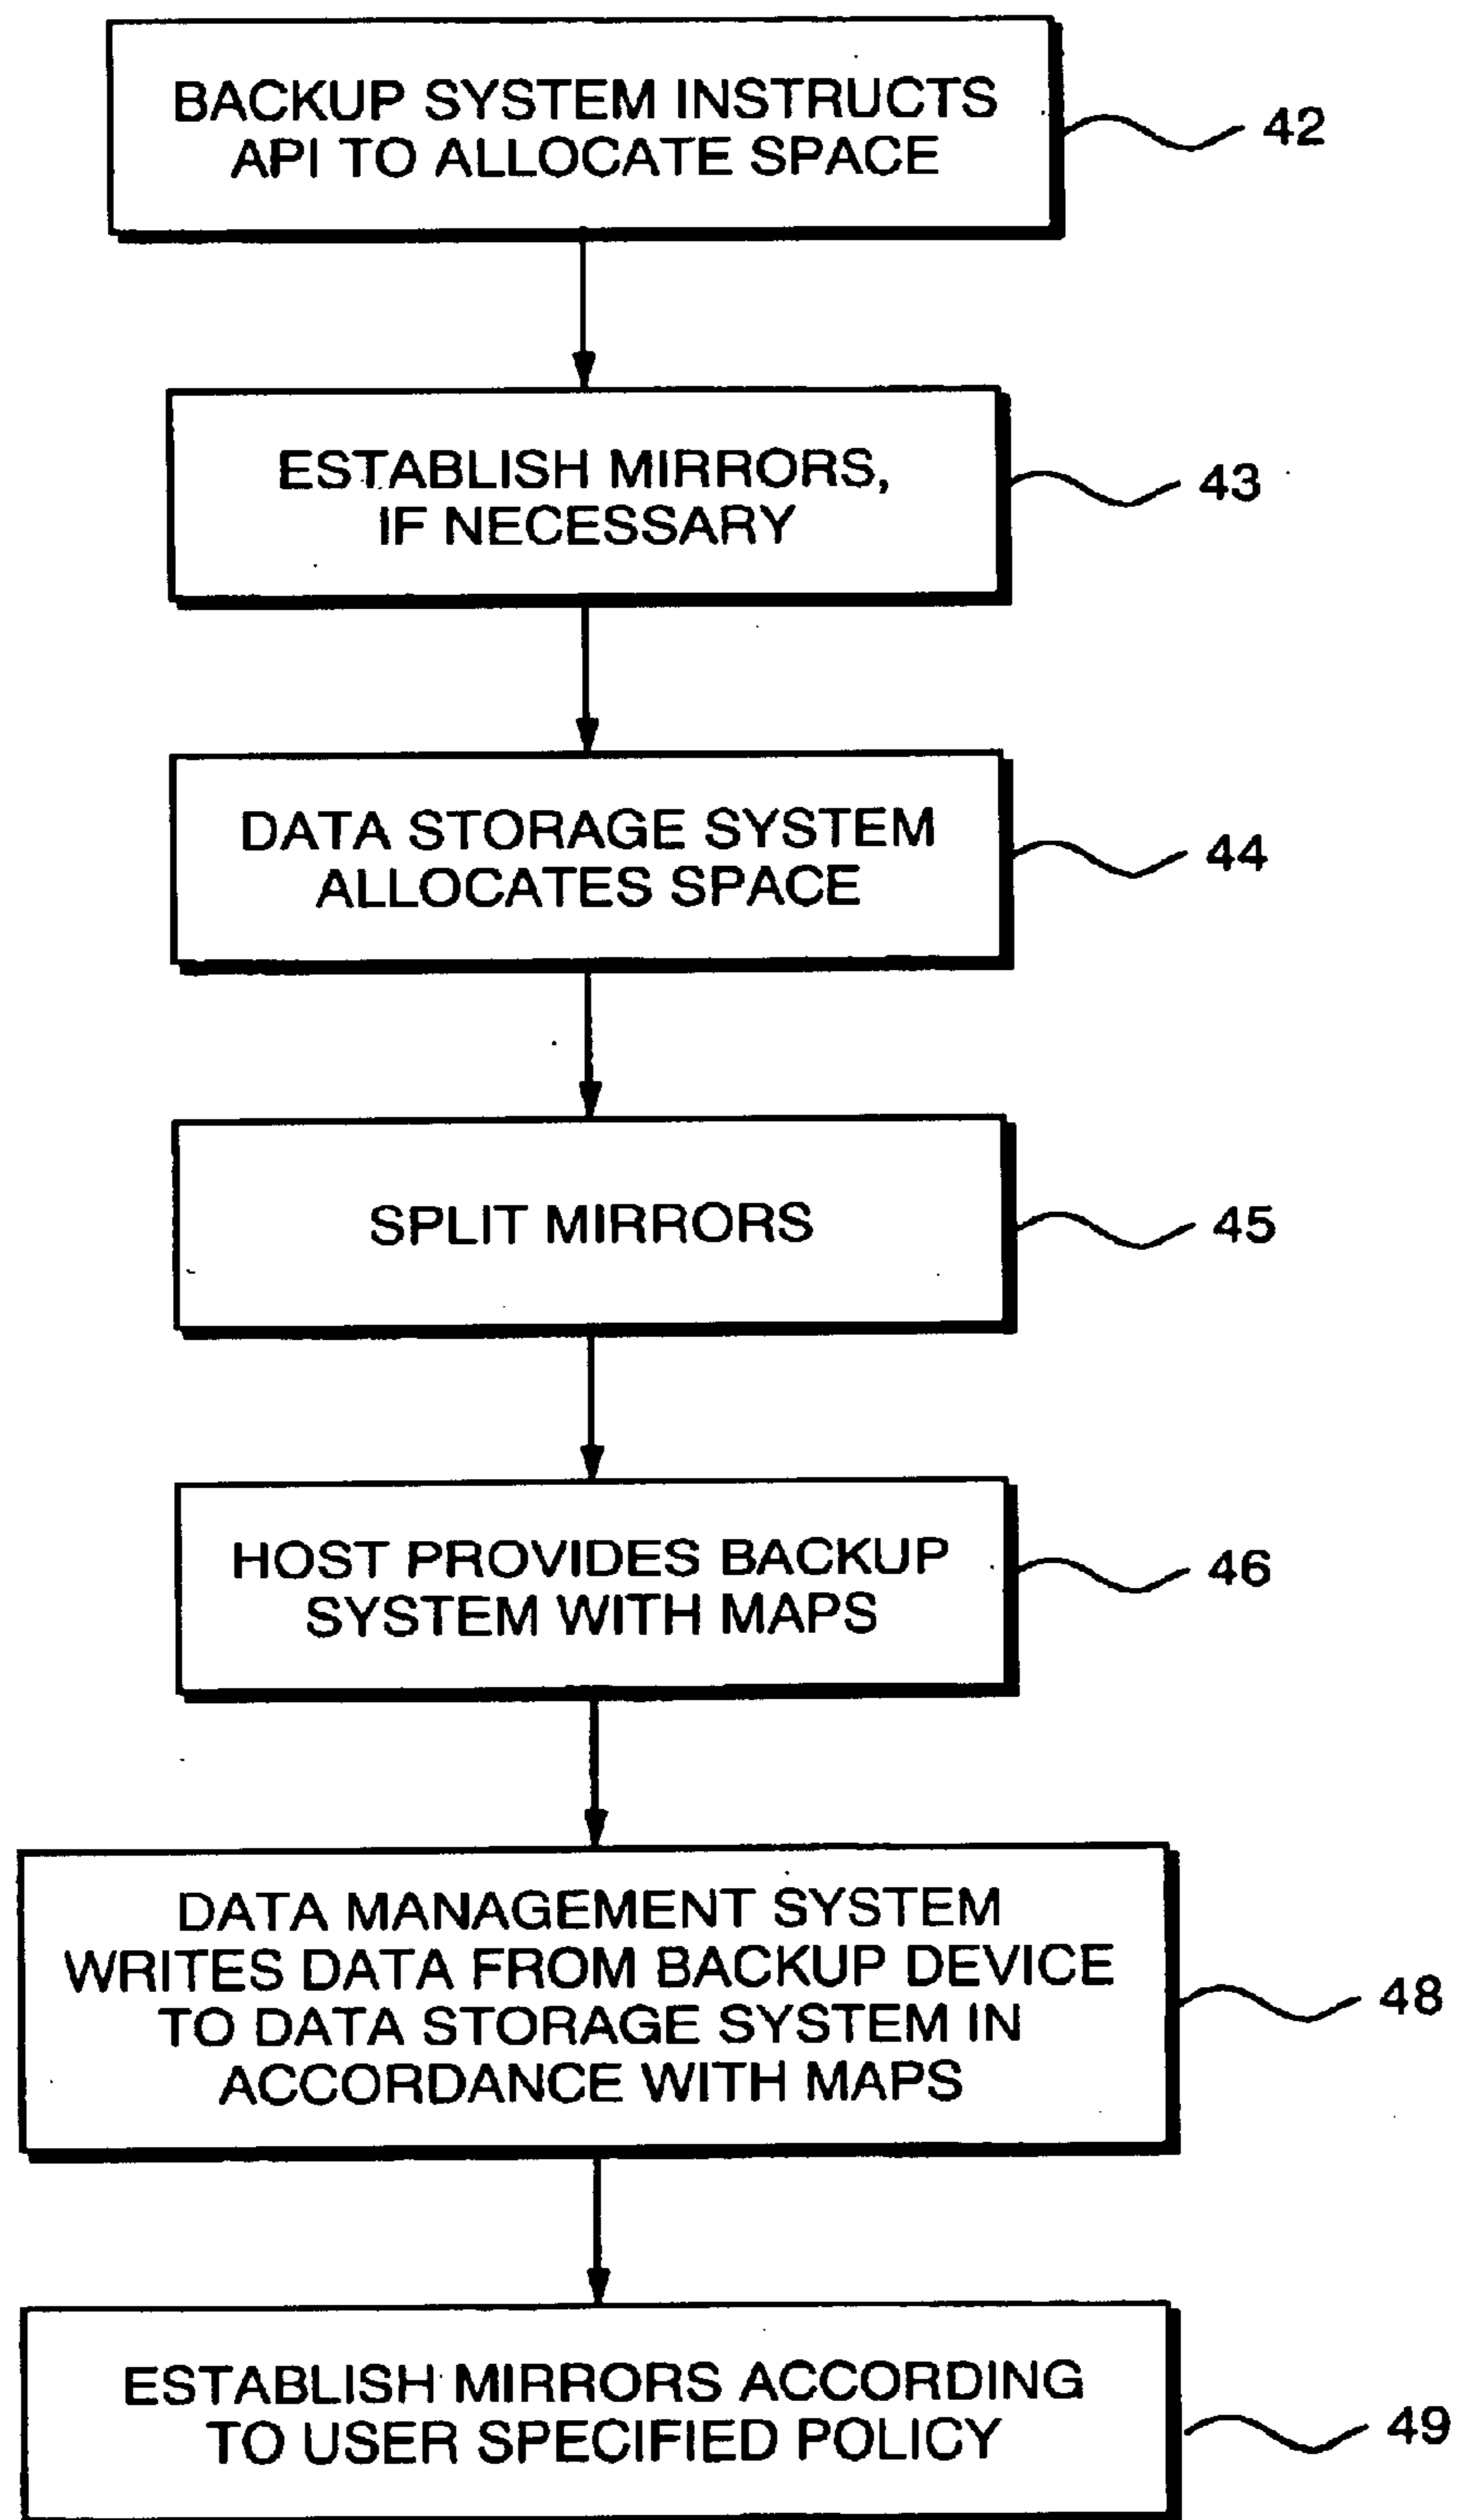 BACKUP SYSTEM INSTRUCTS
API TO ALLOCATE SPACE
42
ESTABLISH MIRRORS,
IF NECESSARY
43
DATA STORAGE SYSTEM
ALLOCATES SPACE
44
SPLIT MIRRORS
45
HOST PROVIDES BACKUP
SYSTEM WITH MAPS
46
DATA MANAGEMENT SYSTEM
WRITES DATA FROM BACKUP DEVICE
TO DATA STORAGE SYSTEM IN
ACCORDANCE WITH MAPS
48
ESTABLISH MIRRORS ACCORDING
TO USER SPECIFIED POLICY
49